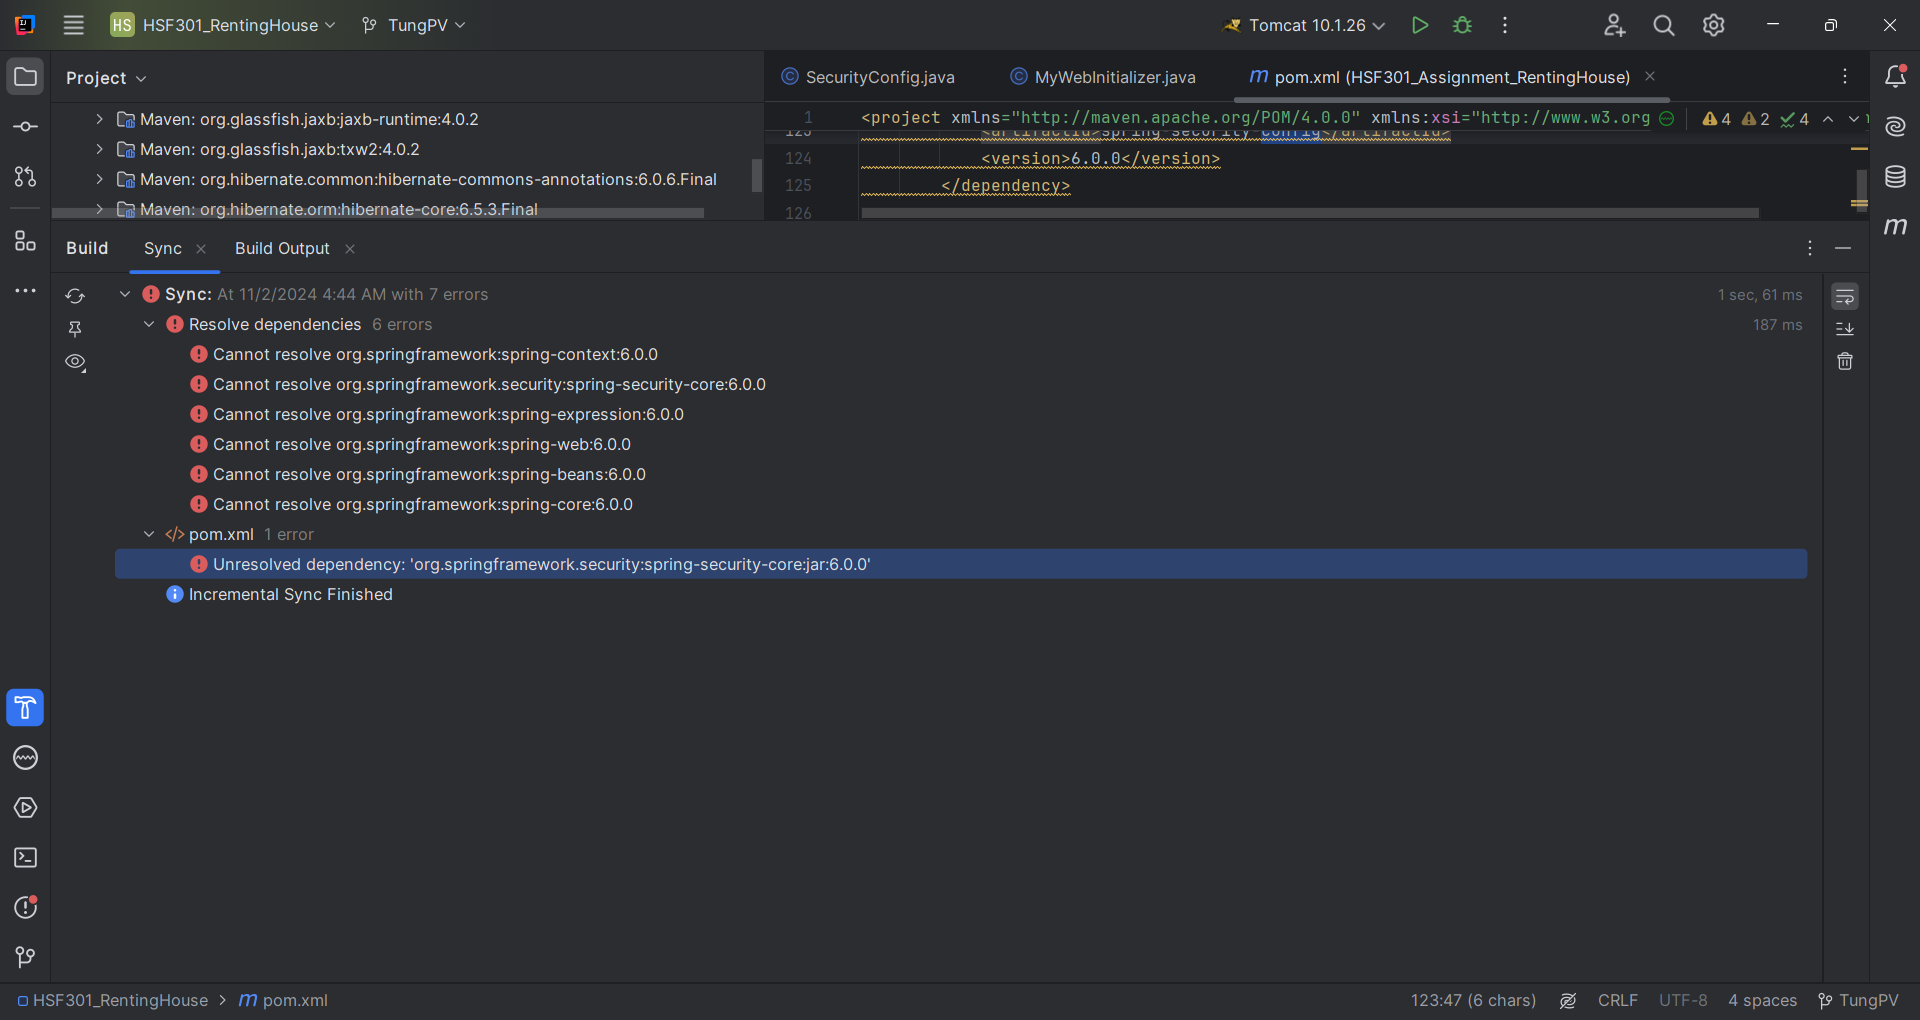 HS HSF301_RentingHouse TungPV Tomcat 10.1.26
Project
SecurityConfig.java MyWebInitializer.java m pom.xml (HSF301_Assignment_RentingHouse)
Maven: org.glassfish.jaxb:jaxb-runtime:4.0.2
Maven: org.glassfish.jaxb:txw2:4.0.2
Maven: org.hibernate.common:hibernate-commons-annotations:6.0.6.Final
Maven: org.hibernate.orm:hibernate-core:6.5.3.Final
1 <project xmlns="http://maven.apache.org/POM/4.0.0" xmlns:xsi="http://www.w3.org 4 2 4
123 <artifactId>spring-security-config</artifactId>
124 <version>6.0.0</version>
125 </dependency>
126
Build Sync Build Output
Sync: At 11/2/2024 4:44 AM with 7 errors 1 sec, 61 ms
Resolve dependencies 6 errors 187 ms
Cannot resolve org.springframework:spring-context:6.0.0
Cannot resolve org.springframework.security:spring-security-core:6.0.0
Cannot resolve org.springframework:spring-expression:6.0.0
Cannot resolve org.springframework:spring-web:6.0.0
Cannot resolve org.springframework:spring-beans:6.0.0
Cannot resolve org.springframework:spring-core:6.0.0
</> pom.xml 1 error
Unresolved dependency: 'org.springframework.security:spring-security-core:jar:6.0.0'
Incremental Sync Finished
HSF301_RentingHouse > m pom.xml 123:47 (6 chars) CRLF UTF-8 4 spaces TungPV